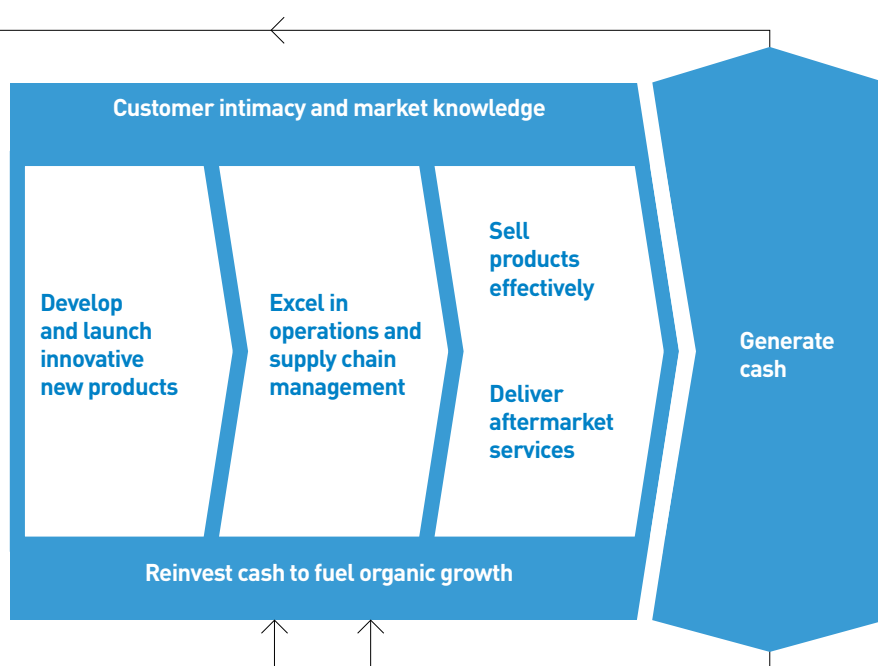 Customer intimacy and market knowledge
Develop
and launch
innovative
new products
Excel in
operations and
supply chain
management
Sell
products
effectively
Deliver
aftermarket
services
Generate
cash
Reinvest cash to fuel organic growth